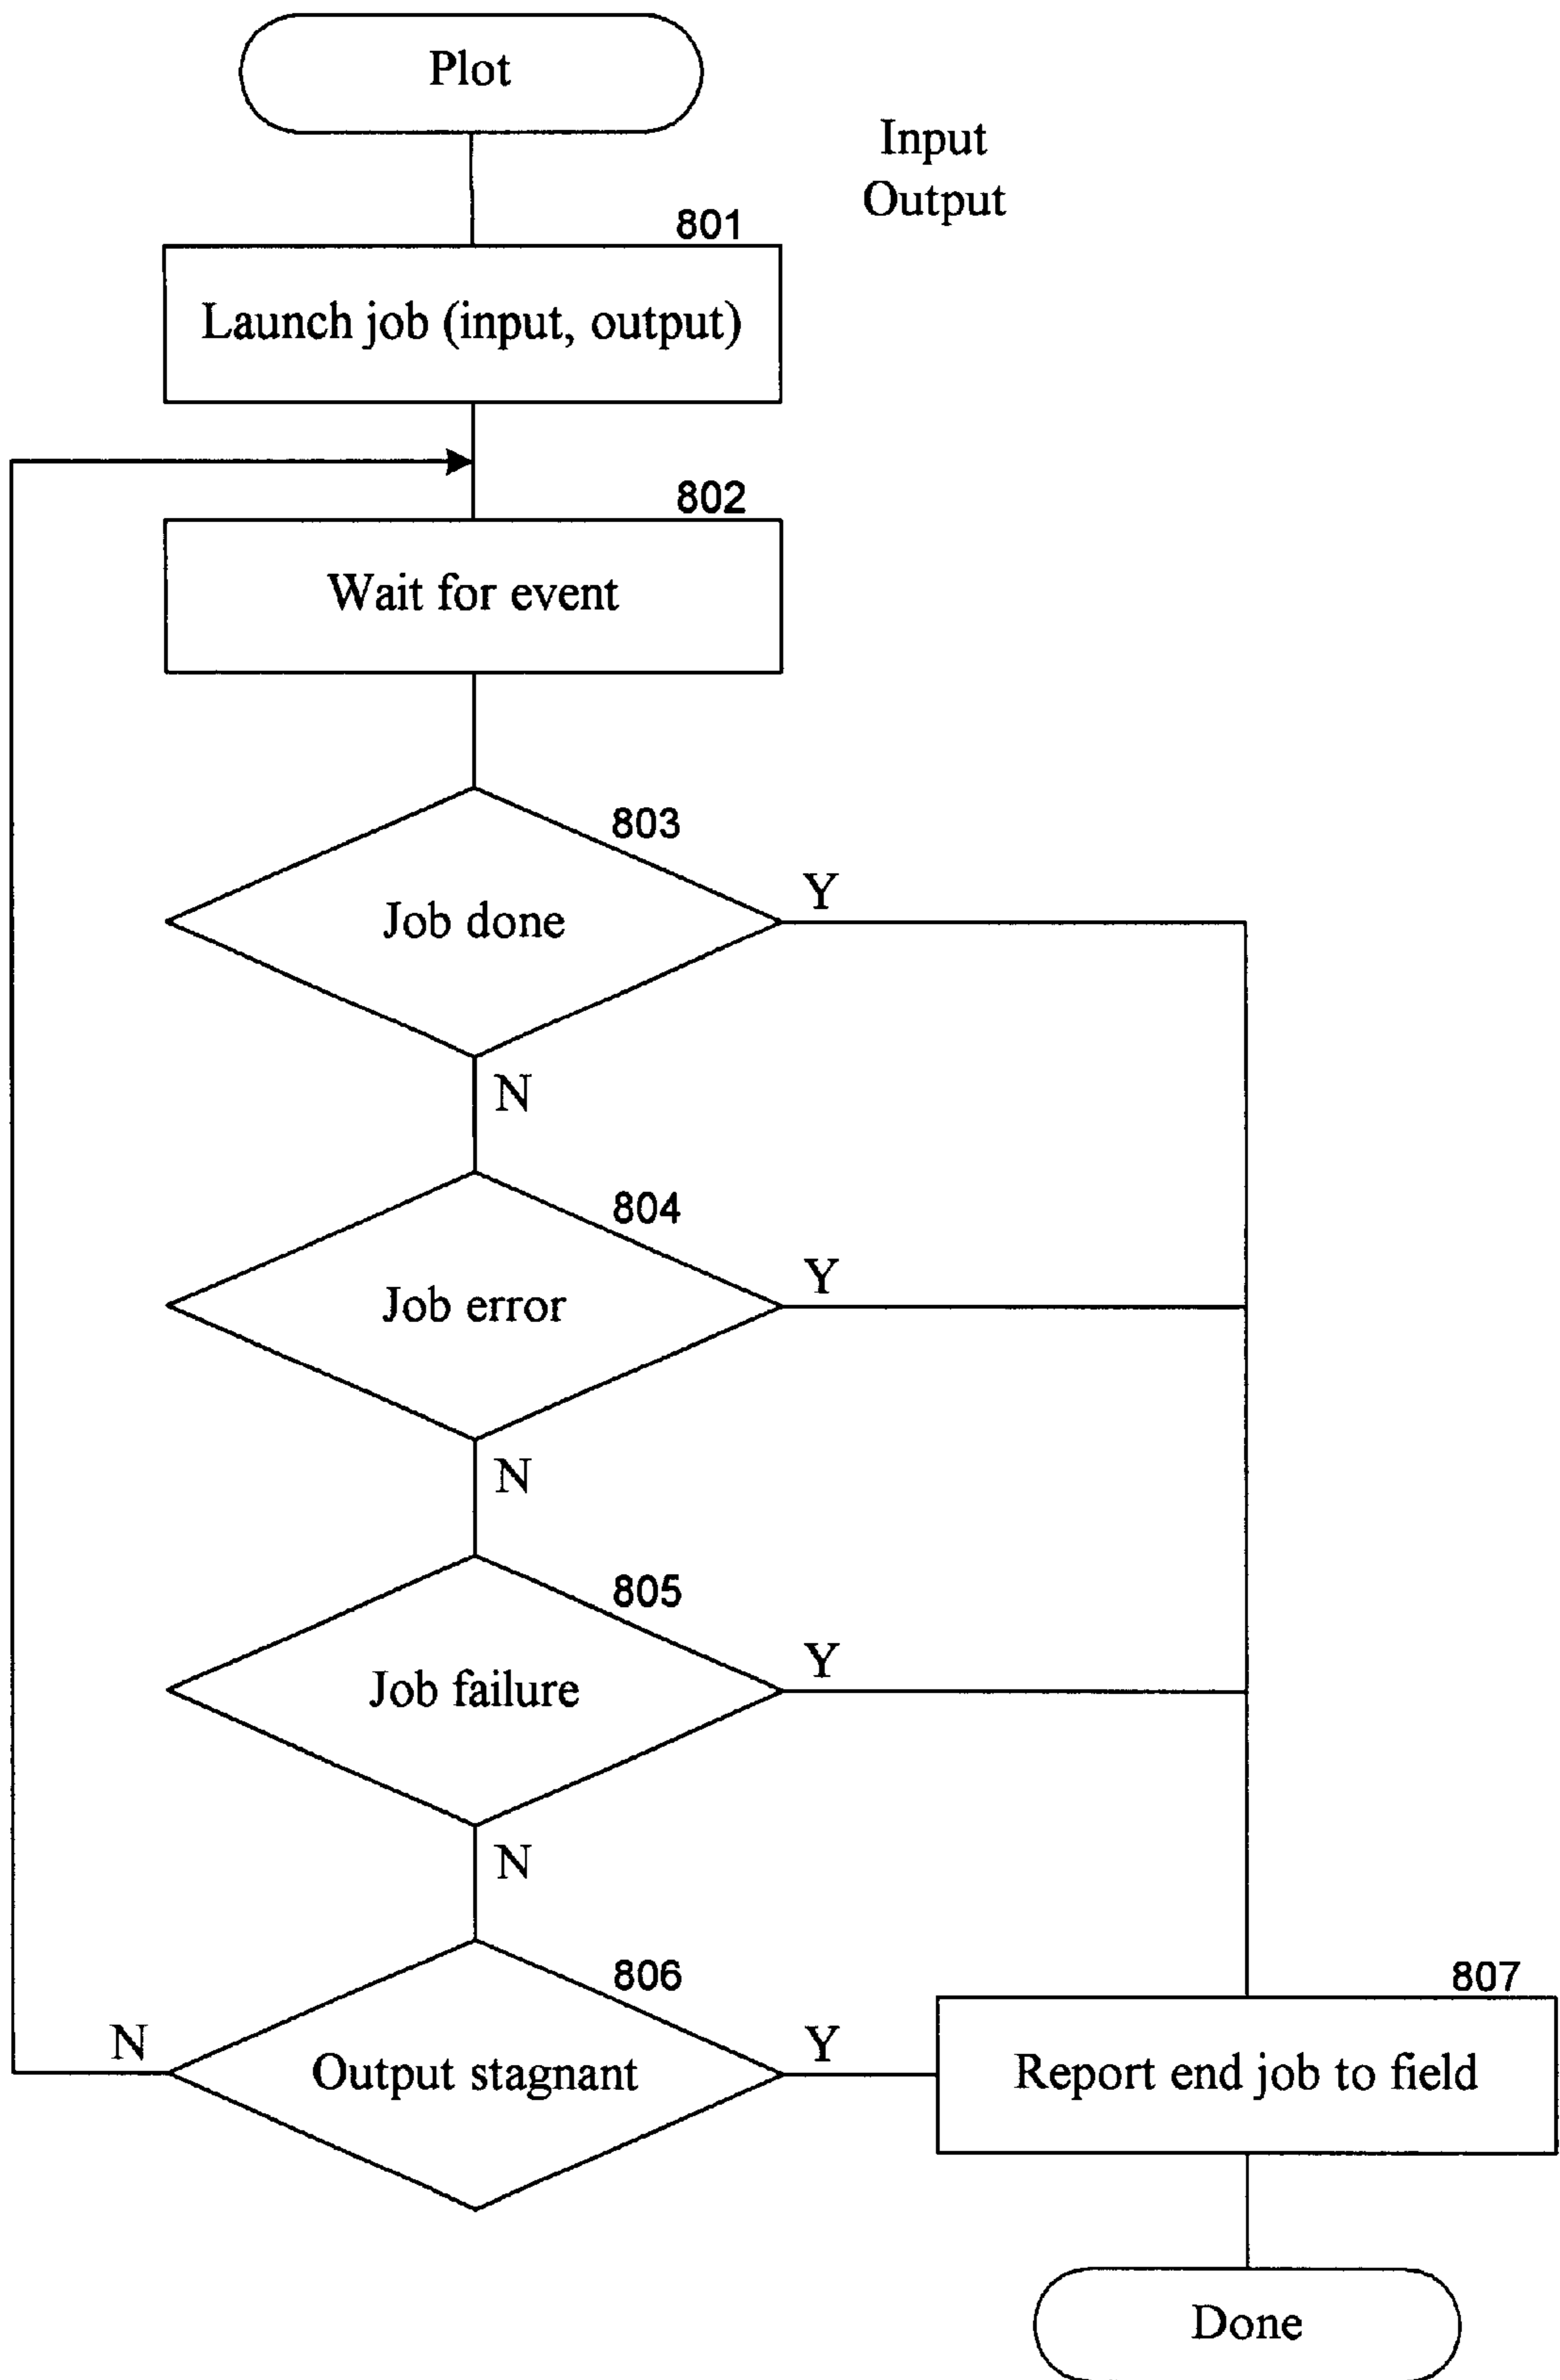 Plot
Input
Output
801
Launch job (input, output)
802
Wait for event
803
Job done
Y
N
804
Job error
Y
N
805
Job failure
Y
N
806
Output stagnant
N
Y
807
Report end job to field
Done